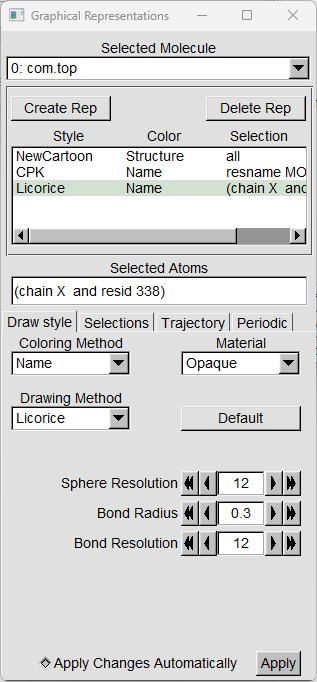 Graphical Representations
Selected Molecule
0: com.top
Create Rep Delete Rep
Style Color Selection
NewCartoon Structure all
CPK Name resname MO
Licorice Name (chain X and
Selected Atoms
(chain X and resid 338)
Draw style Selections Trajectory Periodic
Coloring Method Material
Name Opaque
Drawing Method
Licorice Default
Sphere Resolution 12
Bond Radius 0.3
Bond Resolution 12
Apply Changes Automatically Apply